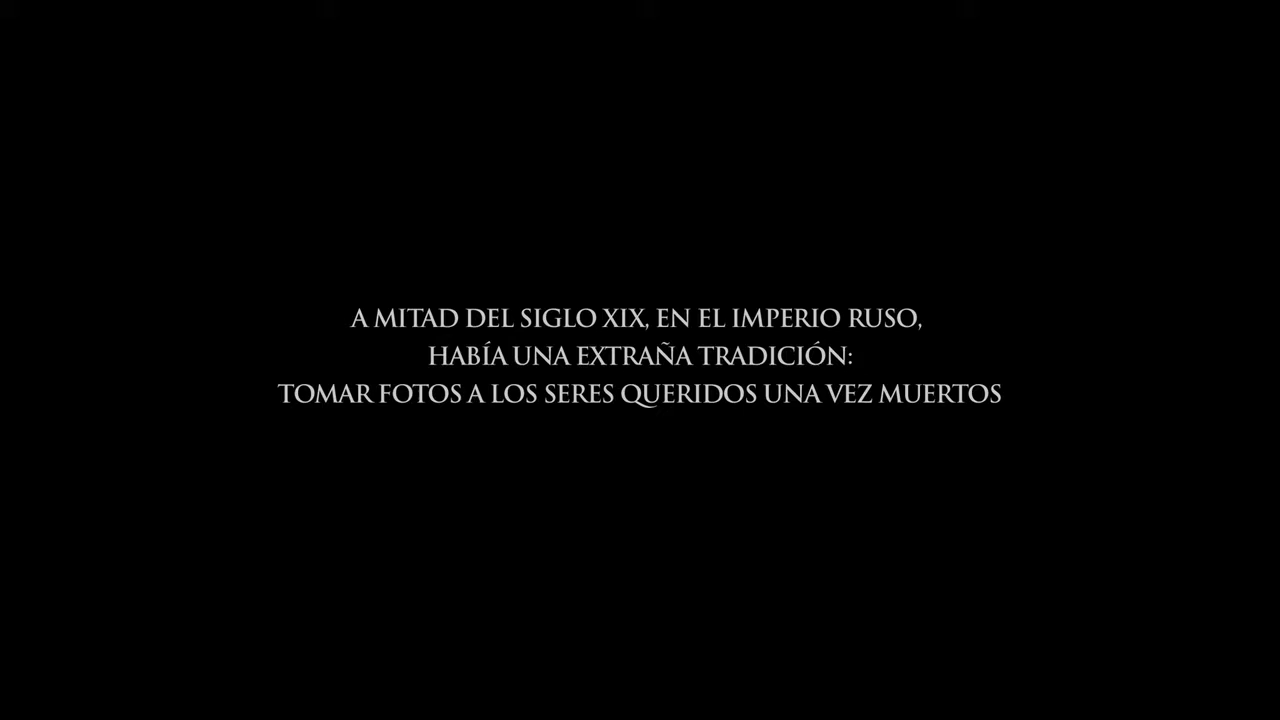 A MITAD DEL SIGLO XIX, EN EL IMPERIO RUSO,
HABÍA UNA EXTRAÑA TRADICIÓN:
TOMAR FOTOS A LOS SERES QUERIDOS UNA VEZ MUERTOS